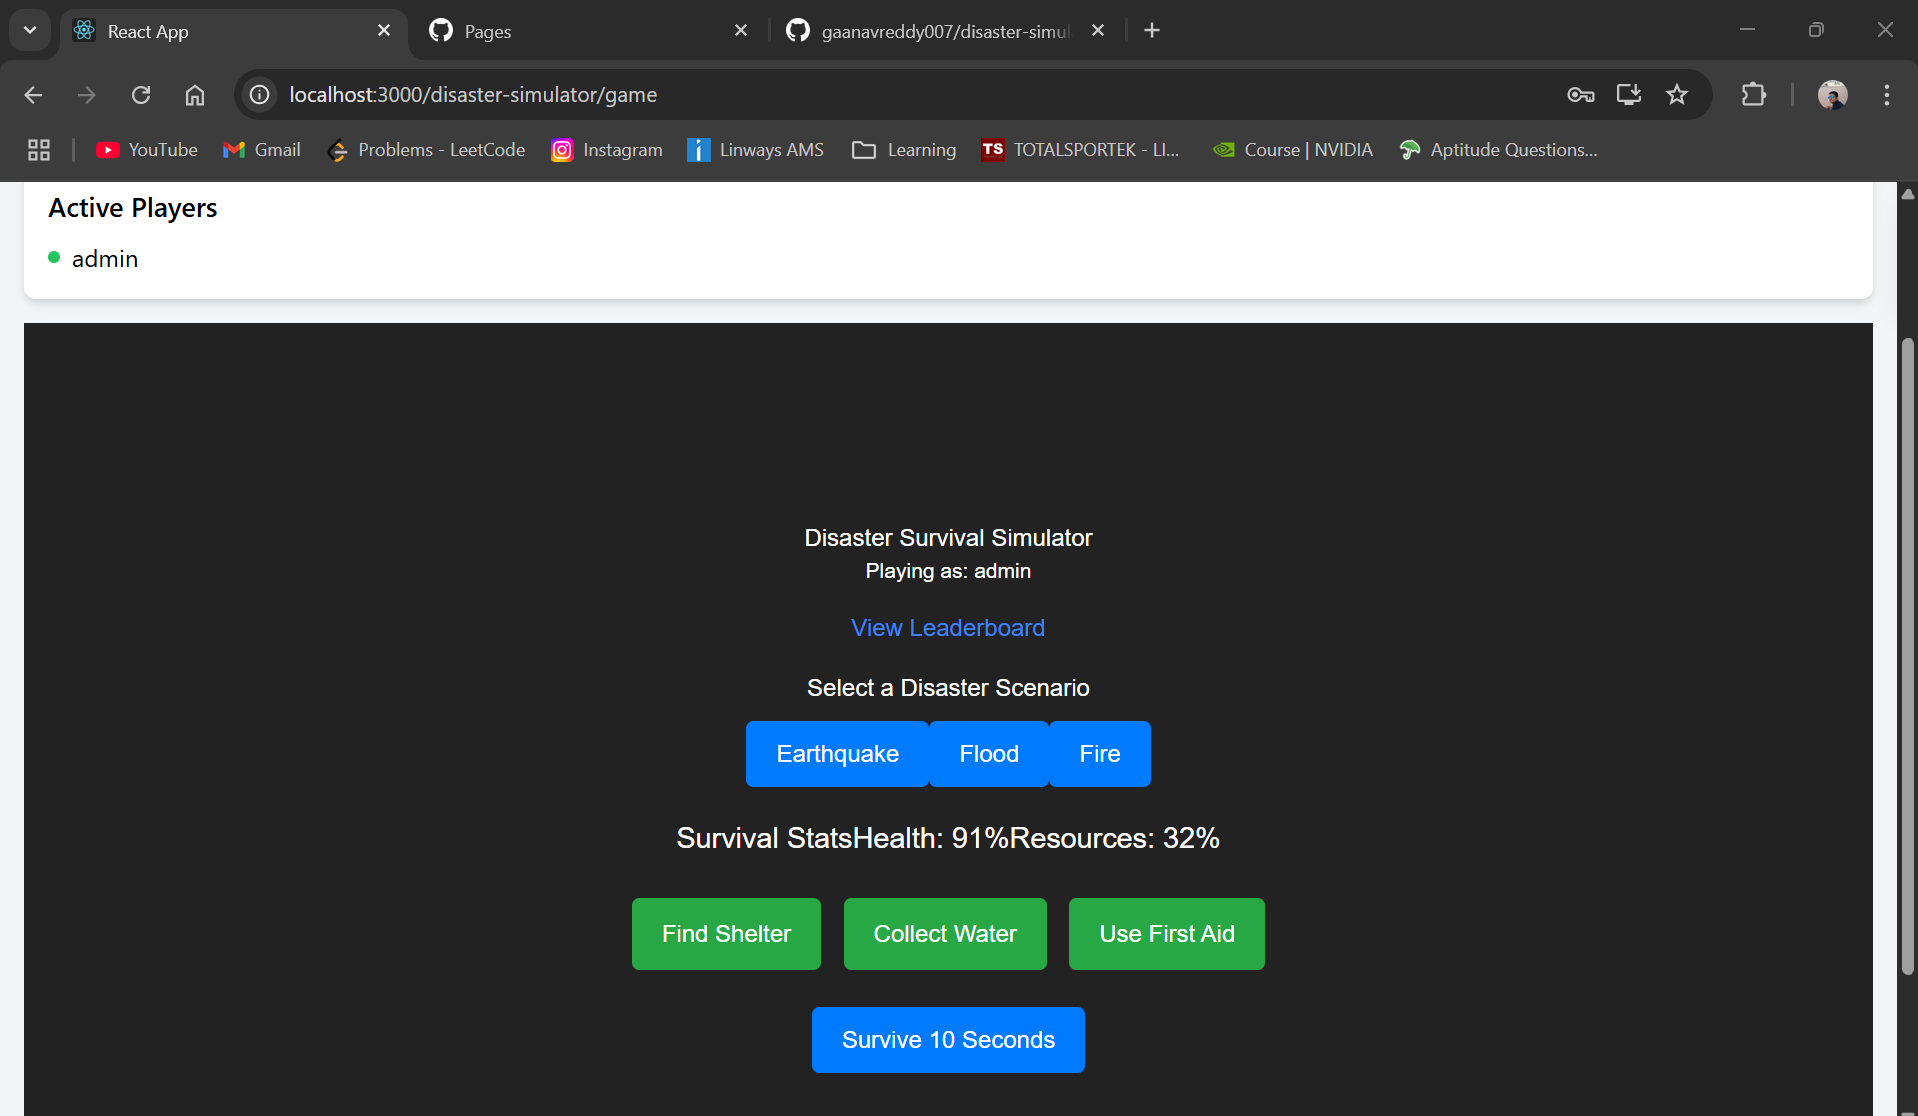 React App
Pages
gaanavreddy007/disaster-simul
localhost:3000/disaster-simulator/game
YouTube
Gmail
Problems - LeetCode
Instagram
Linways AMS
Learning
TS TOTALSPORTEK - LI...
Course | NVIDIA
Aptitude Questions...
Active Players
admin
Disaster Survival Simulator
Playing as: admin
View Leaderboard
Select a Disaster Scenario
Earthquake Flood Fire
Survival StatsHealth: 91%Resources: 32%
Find Shelter Collect Water Use First Aid
Survive 10 Seconds